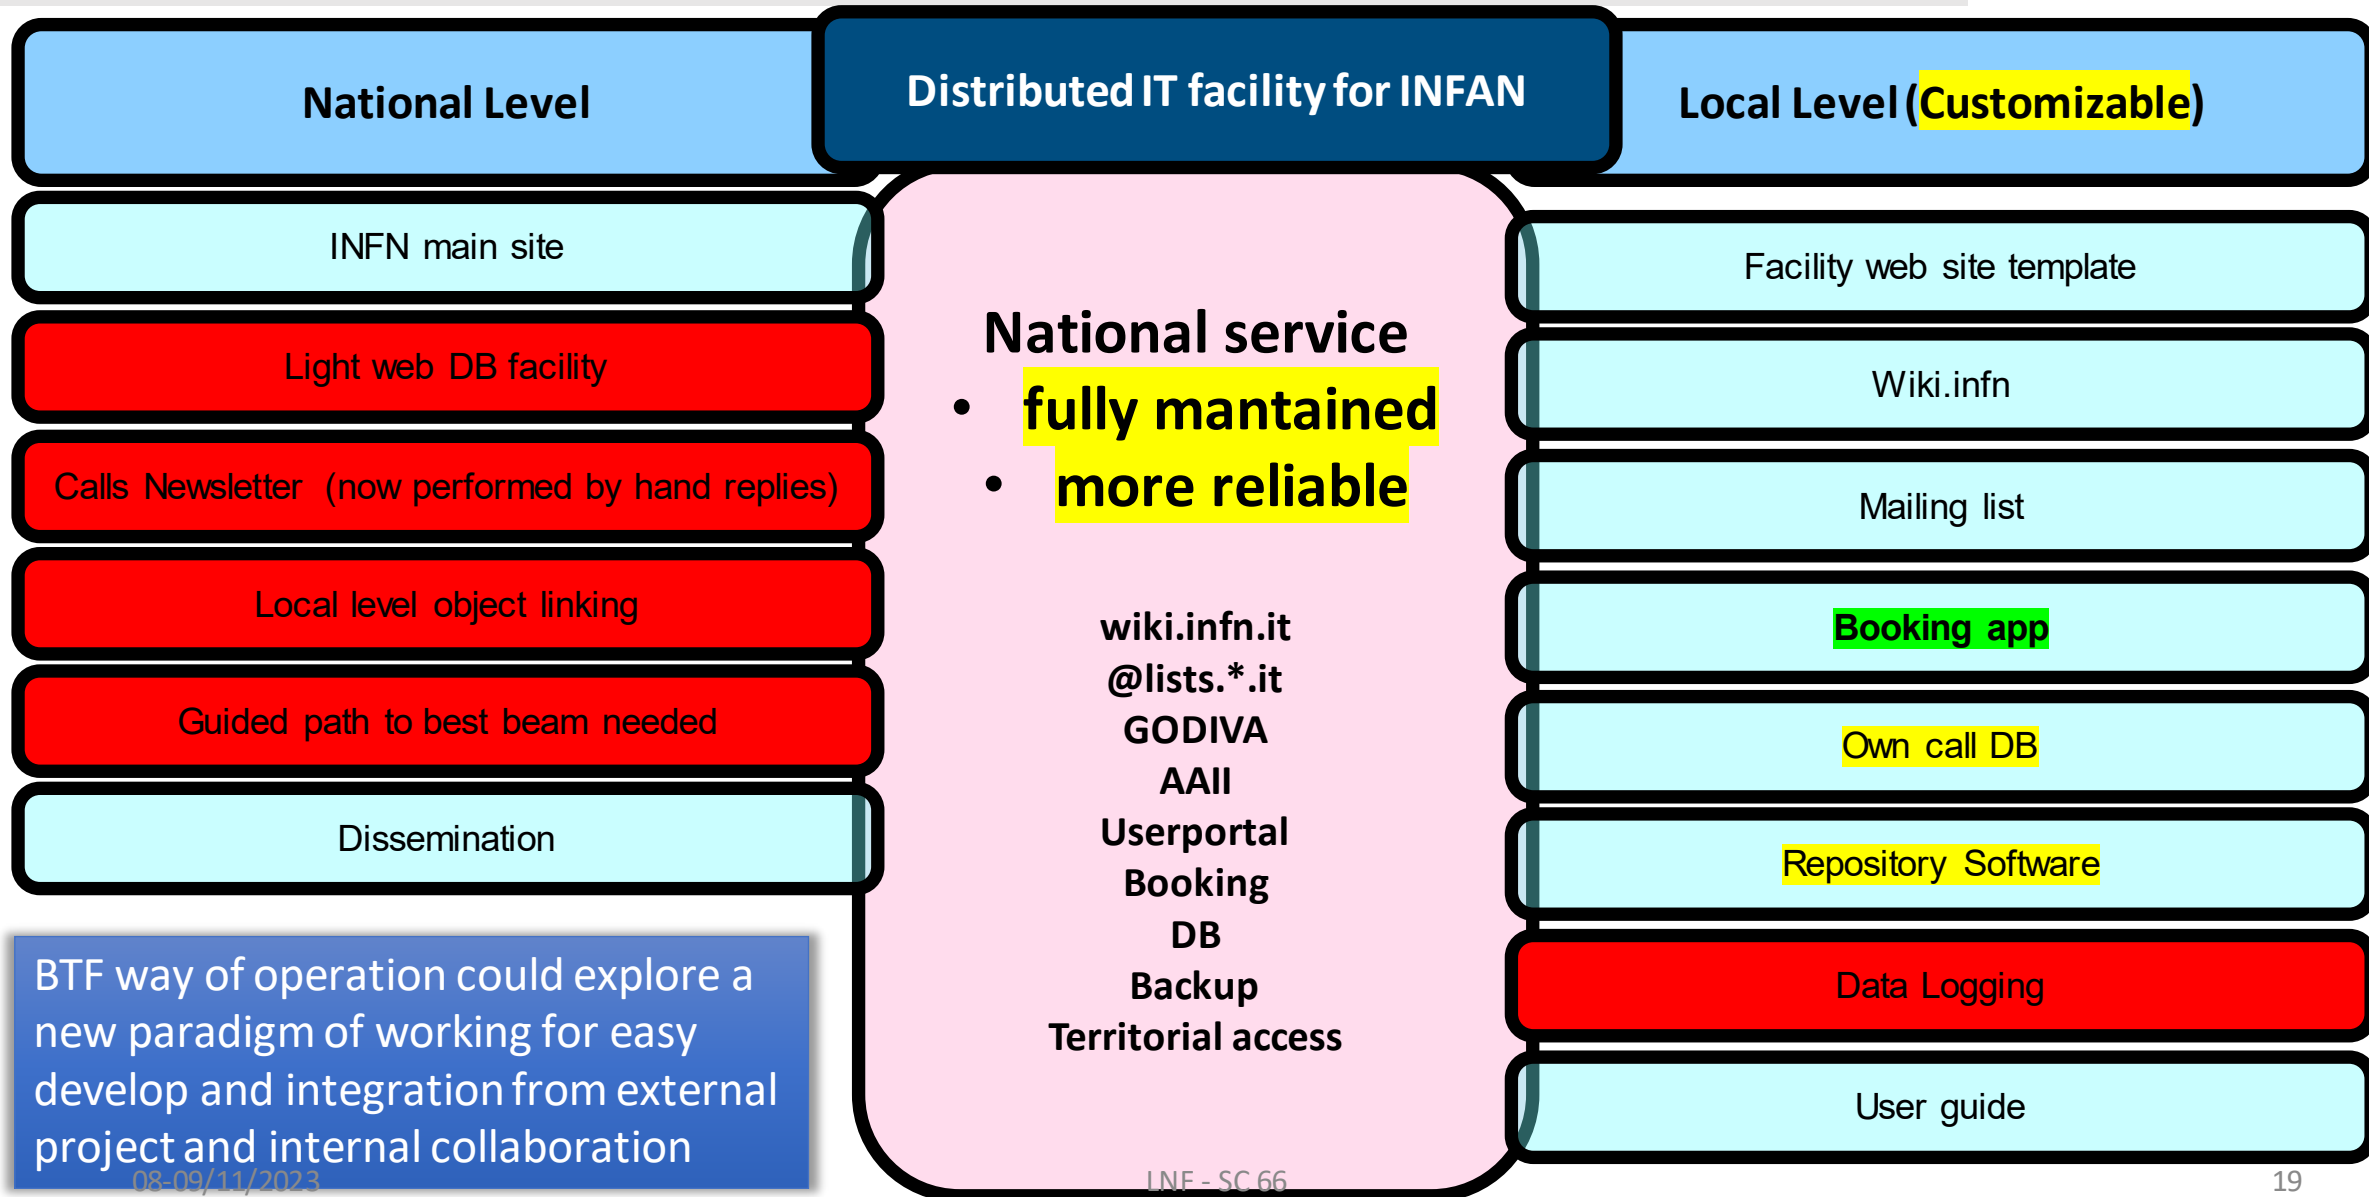 National Level
Distributed IT facility for INFAN
Local Level (Customizable)
INFN main site
Light web DB facility
Calls Newsletter (now performed by hand replies)
Local level object linking
Guided path to best beam needed
Dissemination
BTF way of operation could explore a
new paradigm of working for easy
develop and integration from external
project and internal collaboration
National service
• fully mantained
• more reliable
wiki.infn.it
@lists.*.it
GODIVA
AAII
Userportal
Booking
DB
Backup
Territorial access
Facility web site template
Wiki.infn
Mailing list
Booking app
Own call DB
Repository Software
Data Logging
User guide
08-09/11/2023
LNF - SC 66
19